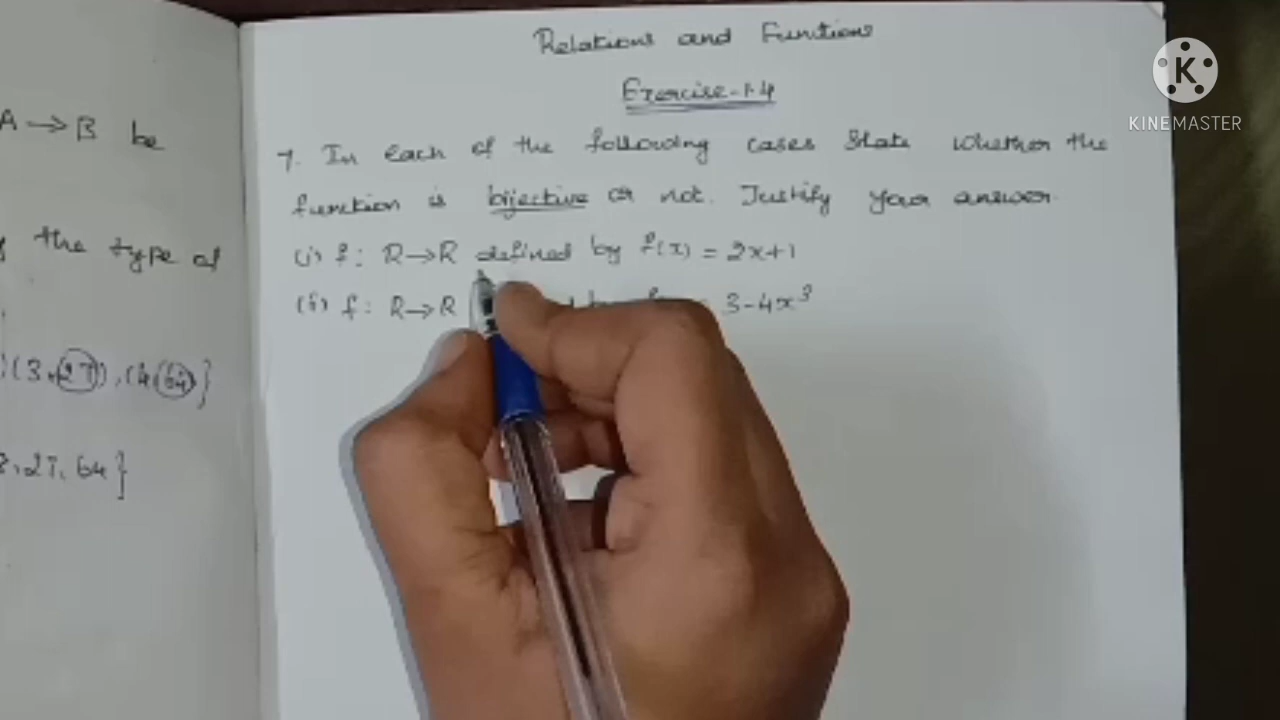 Relations and Functions
Exercise-1.4
A → B be
7. In each of the following cases state whether the
function is bijective or not. Justify your answer.
g the type of
(i) f: R→R defined by f(x) = 2x+1
(ii) f: R→R = 3-4x³
(3,27), (4,64)}
8,27,64}
K
KINEMASTER